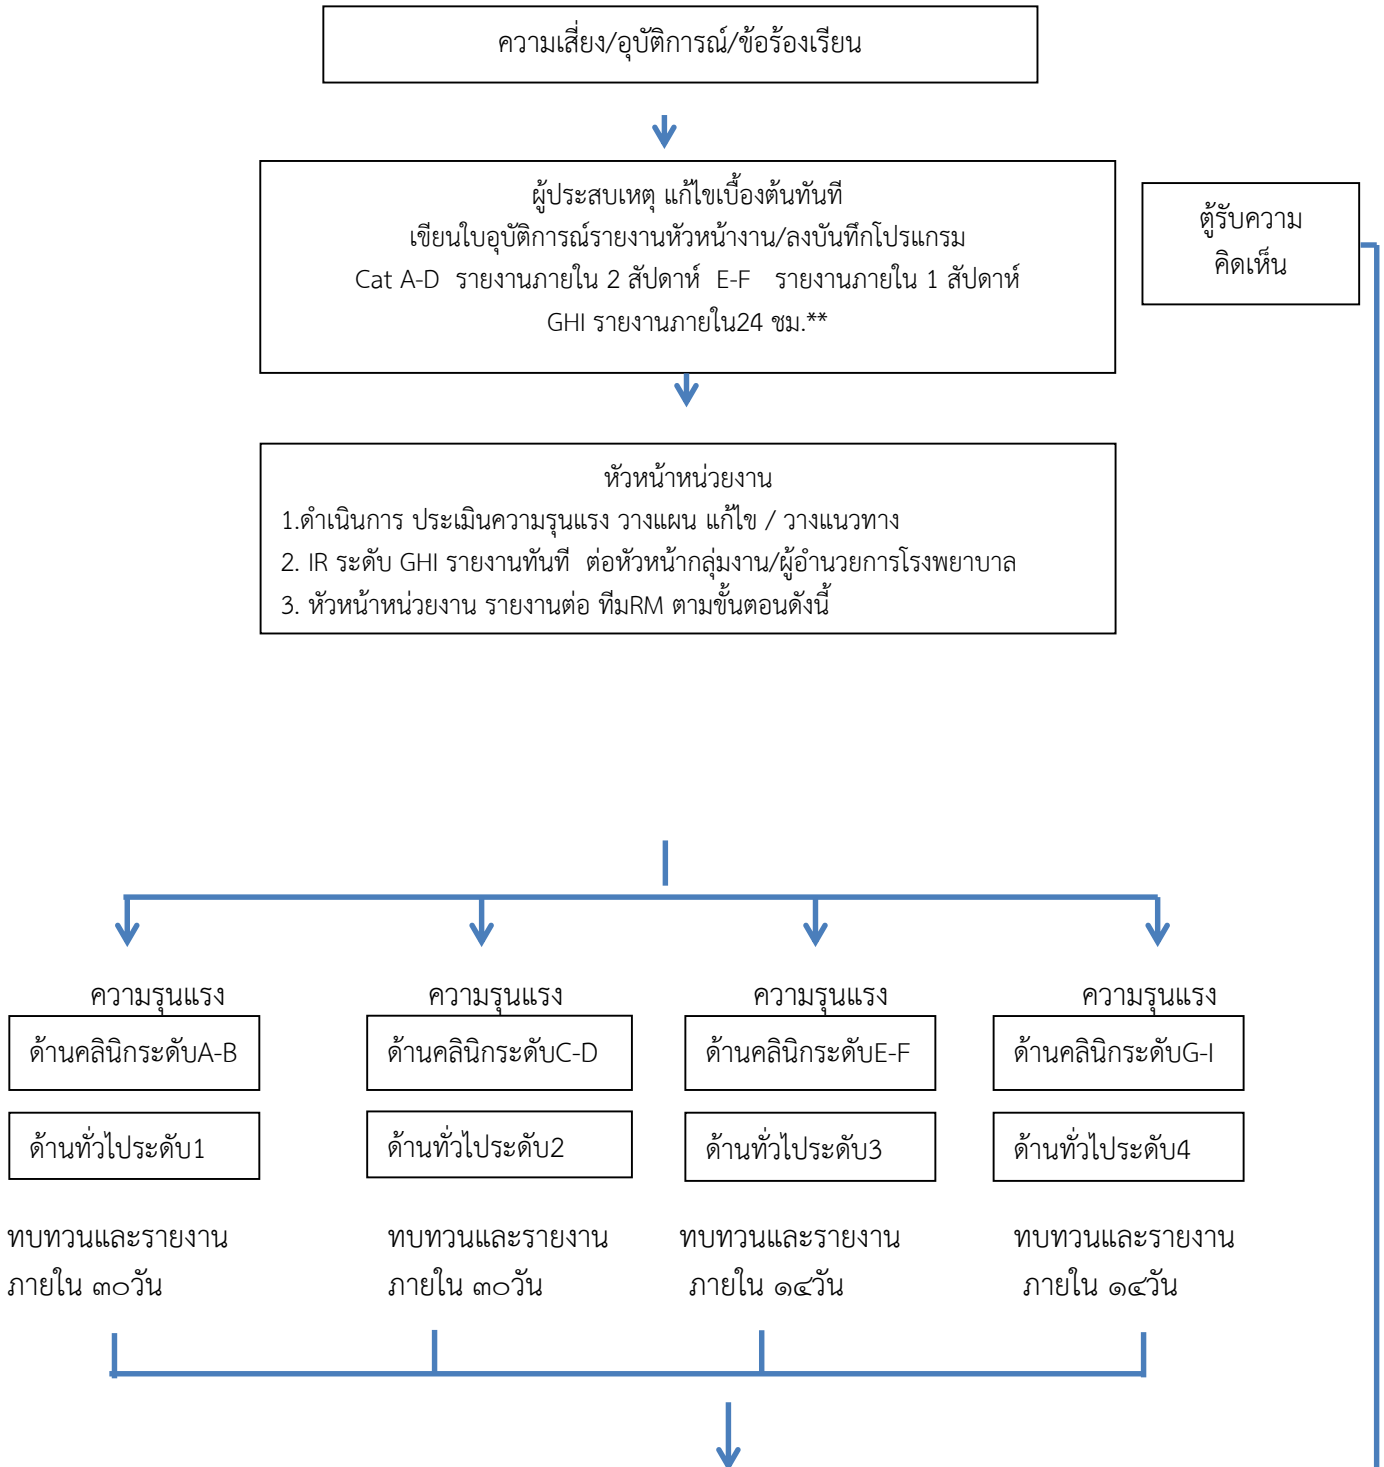 ความเสี่ยง/อุบัติการณ์/ข้อร้องเรียน
ผู้ประสบเหตุ แก้ไขเบื้องต้นทันที
เขียนใบอุบัติการณ์รายงานหัวหน้างาน/ลงบันทึกโปรแกรม
Cat A-D รายงานภายใน 2 สัปดาห์ E-F รายงานภายใน 1 สัปดาห์
GHI รายงานภายใน24 ชม.**
ตู้รับความ
คิดเห็น
หัวหน้าหน่วยงาน
1.ดำเนินการ ประเมินความรุนแรง วางแผน แก้ไข / วางแนวทาง
2. IR ระดับ GHI รายงานทันที ต่อหัวหน้ากลุ่มงาน/ผู้อำนวยการโรงพยาบาล
3. หัวหน้าหน่วยงาน รายงานต่อ ทีมRM ตามขั้นตอนดังนี้
ความรุนแรง
ด้านคลินิกระดับA-B
ด้านทั่วไประดับ1
ทบทวนและรายงาน
ภายใน ๓๐วัน
ความรุนแรง
ด้านคลินิกระดับC-D
ด้านทั่วไประดับ2
ทบทวนและรายงาน
ภายใน ๓๐วัน
ความรุนแรง
ด้านคลินิกระดับE-F
ด้านทั่วไประดับ3
ทบทวนและรายงาน
ภายใน ๑๔วัน
ความรุนแรง
ด้านคลินิกระดับG-I
ด้านทั่วไประดับ4
ทบทวนและรายงาน
ภายใน ๑๔วัน